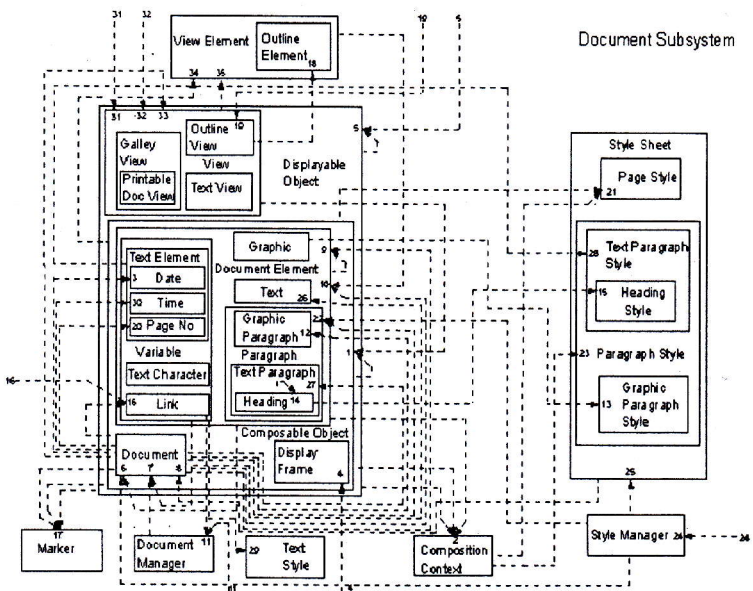 31
32
19
5
View Element
Outline
Element
18
Document Subsystem
34
35
31
32
33
19
5
Galley
View
Printable
Doc View
Outline
View
View
Text View
Displayable
Object
Style Sheet
Page Style
21
Text Element
3 Date
30 Time
20 Page No
Variable
Text Character
16
16
Link
Graphic
9
Document Element
10
Text
26
22
Graphic
Paragraph
12
Paragraph
Text Paragraph
27
Heading 14
1
28
Text Paragraph
Style
15
Heading
Style
23
Paragraph Style
13
Graphic
Paragraph
Style
Composable Object
Document
6 7 8
Display
Frame
4
25
17
Marker
Document
Manager
11
29
Text
Style
2
Composition
Context
Style Manager
24